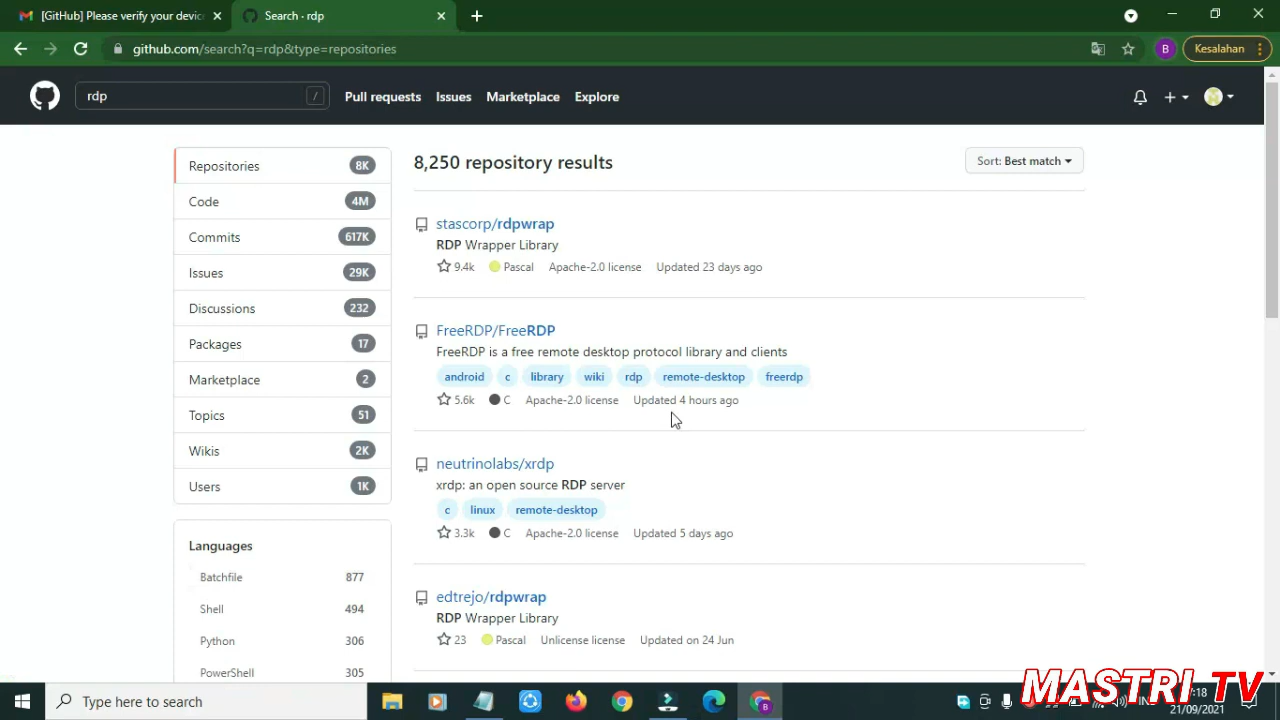 [GitHub] Please verify your devic
Search · rdp
github.com/search?q=rdp&type=repositories
B
Kesalahan
rdp
/
Pull requests
Issues
Marketplace
Explore
Repositories 8K
Code 4M
Commits 617K
Issues 29K
Discussions 232
Packages 17
Marketplace 2
Topics 51
Wikis 2K
Users 1K
Languages
Batchfile 877
Shell 494
Python 306
PowerShell 305
8,250 repository results
Sort: Best match
stascorp/rdpwrap
RDP Wrapper Library
9.4k Pascal Apache-2.0 license Updated 23 days ago
FreeRDP/FreeRDP
FreeRDP is a free remote desktop protocol library and clients
android c library wiki rdp remote-desktop freerdp
5.6k C Apache-2.0 license Updated 4 hours ago
neutrinolabs/xrdp
xrdp: an open source RDP server
c linux remote-desktop
3.3k C Apache-2.0 license Updated 5 days ago
edtrejo/rdpwrap
RDP Wrapper Library
23 Pascal Unlicense license Updated on 24 Jun
MASTRI TV
Type here to search
:18
21/09/2021